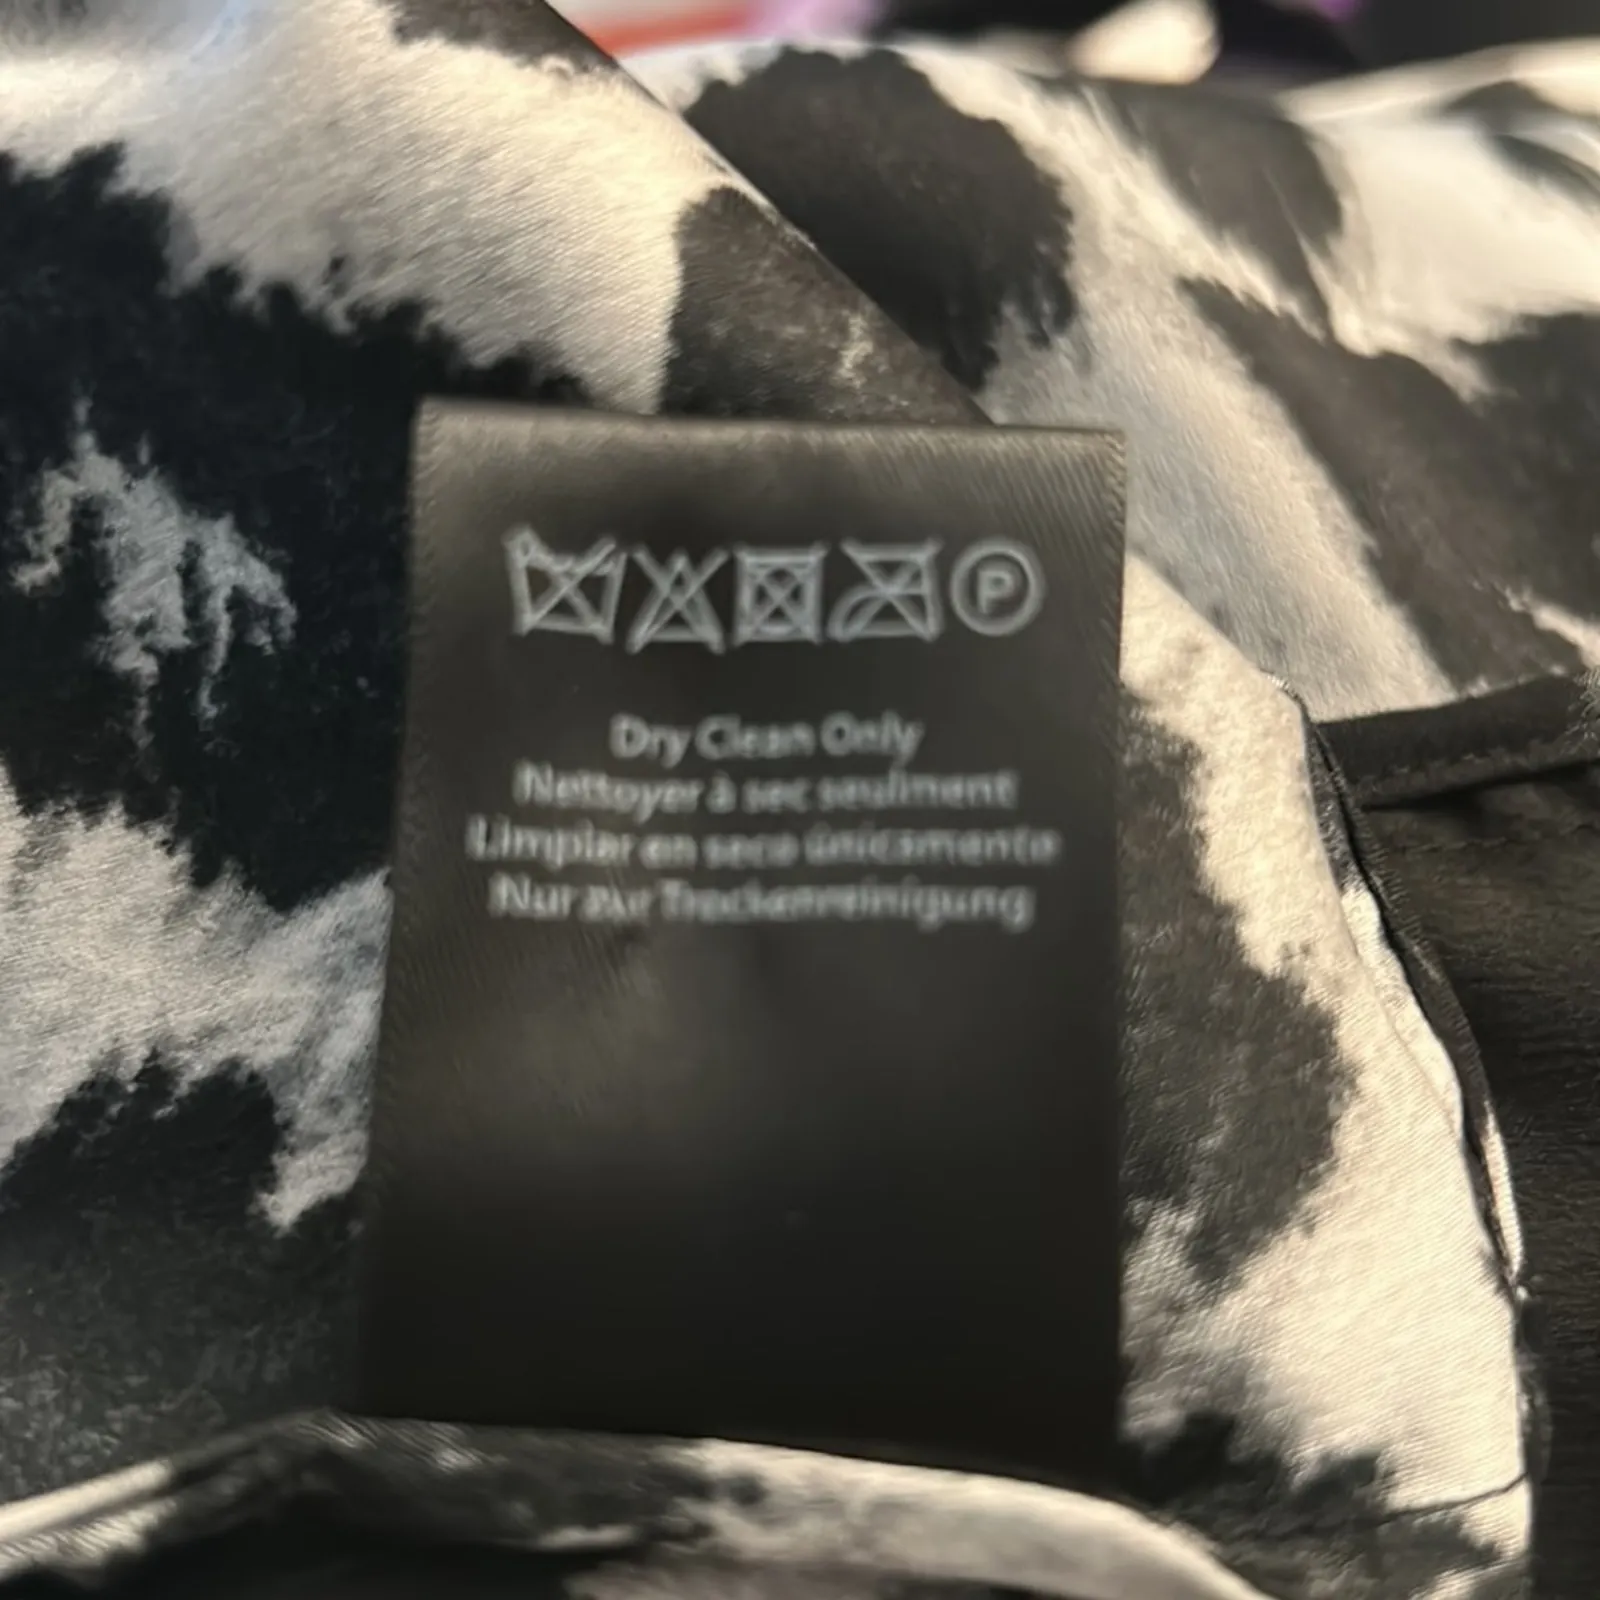 P
Dry Clean Only
Nettoyer à sec seulment
Limpiar en seco únicamente
Nur zur Trockenreinigung